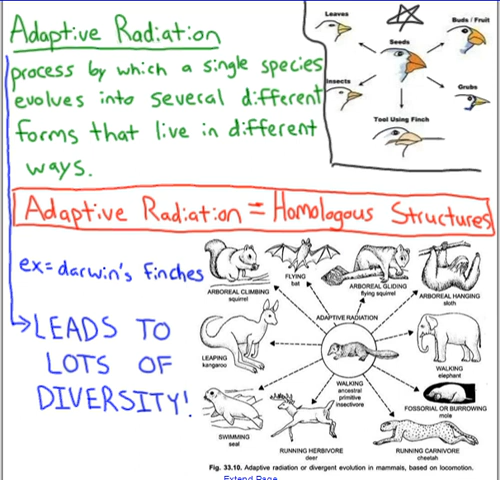 Adaptive Radiation
process by which a single species
evolves into several different
forms that live in different
ways.
Leaves
Buds / Fruit
Seeds
Insects
Grubs
Tool Using Finch
Adaptive Radiation = Homologous Structures
ex= darwin's finches
LEADS TO
LOTS OF
DIVERSITY!
ARBOREAL CLIMBING
squirrel
FLYING
bat
ARBOREAL GLIDING
flying squirrel
ARBOREAL HANGING
sloth
ADAPTIVE RADIATION
LEAPING
kangaroo
WALKING
ancestral
primitive
insectivore
WALKING
elephant
FOSSORIAL OR BURROWING
mole
SWIMMING
seal
RUNNING HERBIVORE
deer
RUNNING CARNIVORE
cheetah
Fig. 33.10. Adaptive radiation or divergent evolution in mammals, based on locomotion.
Extend Page